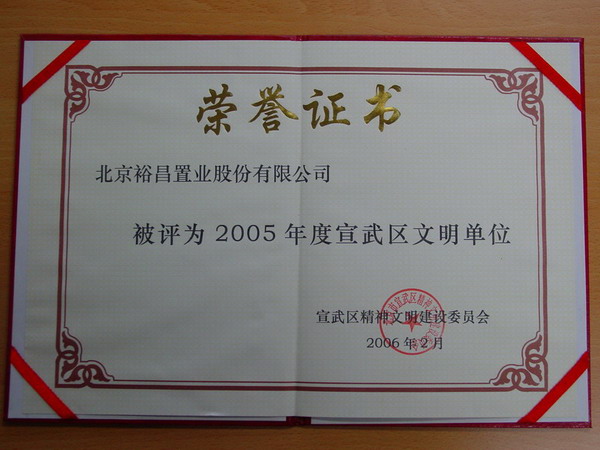 荣誉证书
北京裕昌置业股份有限公司
被评为2005年度宣武区文明单位
宣武区精神文明建设委员会
2006年2月